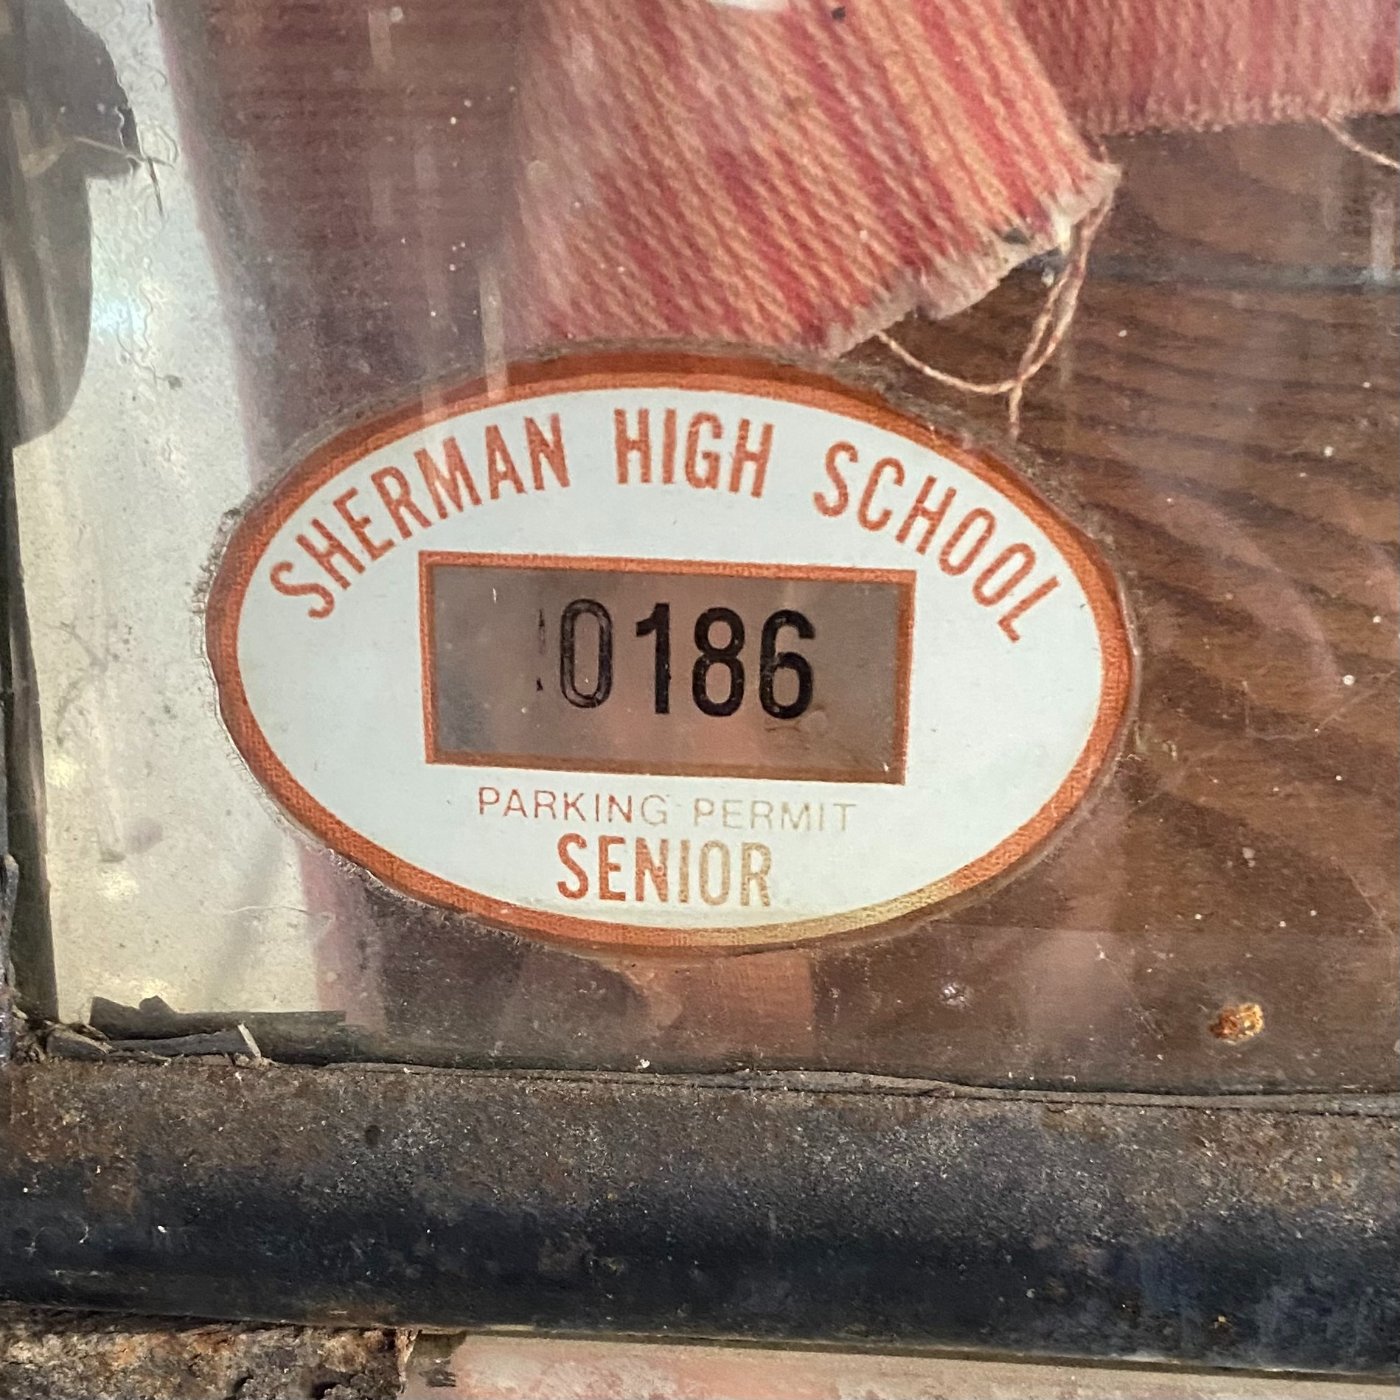 SHERMAN HIGH SCHOOL
0186
PARKING PERMIT
SENIOR